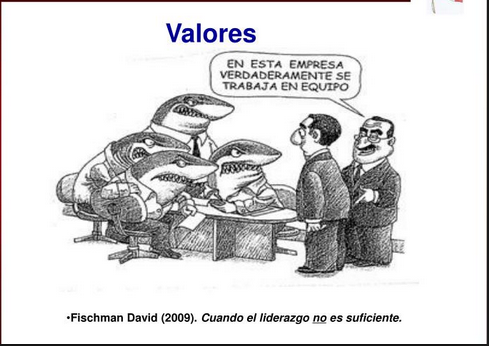 Valores
EN ESTA EMPRESA
VERDADERAMENTE SE
TRABAJA EN EQUIPO
•Fischman David (2009). Cuando el liderazgo no es suficiente.